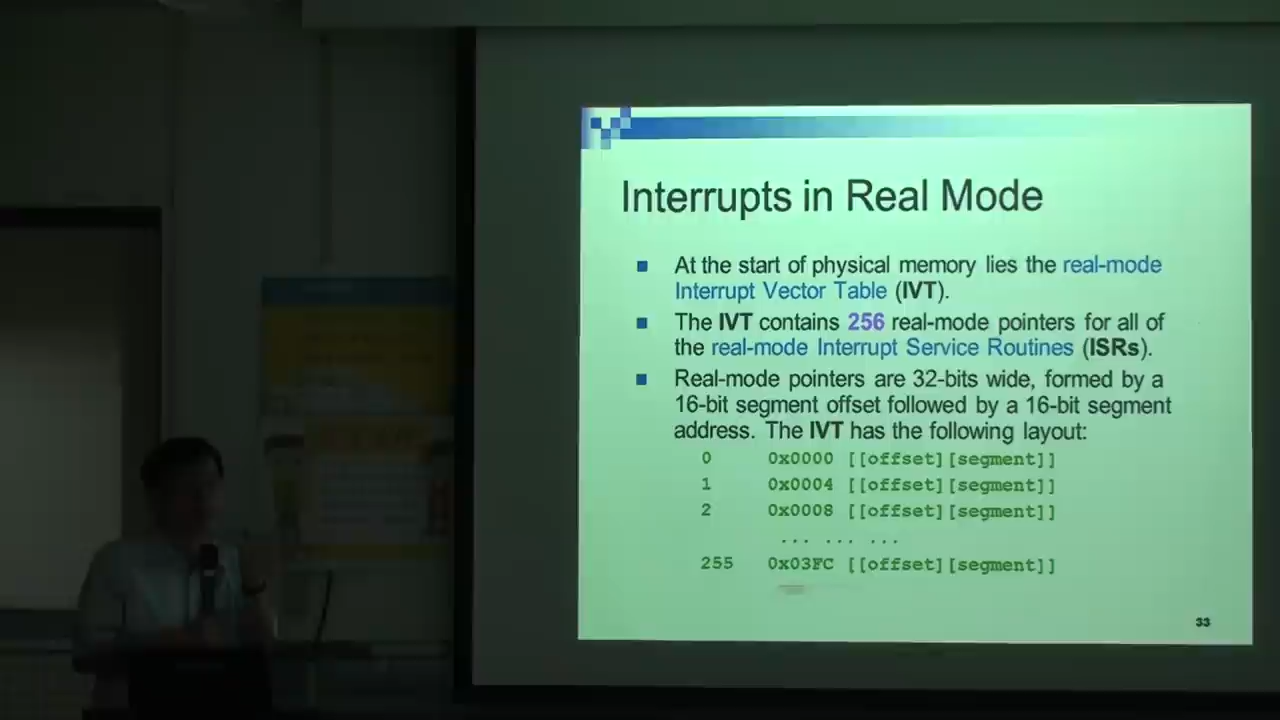 Interrupts in Real Mode
At the start of physical memory lies the real-mode
Interrupt Vector Table (IVT).
The IVT contains 256 real-mode pointers for all of
the real-mode Interrupt Service Routines (ISRs).
Real-mode pointers are 32-bits wide, formed by a
16-bit segment offset followed by a 16-bit segment
address. The IVT has the following layout:
0 0x0000 [[offset][segment]]
1 0x0004 [[offset][segment]]
2 0x0008 [[offset][segment]]
... ... ...
255 0x03FC [[offset][segment]]
33